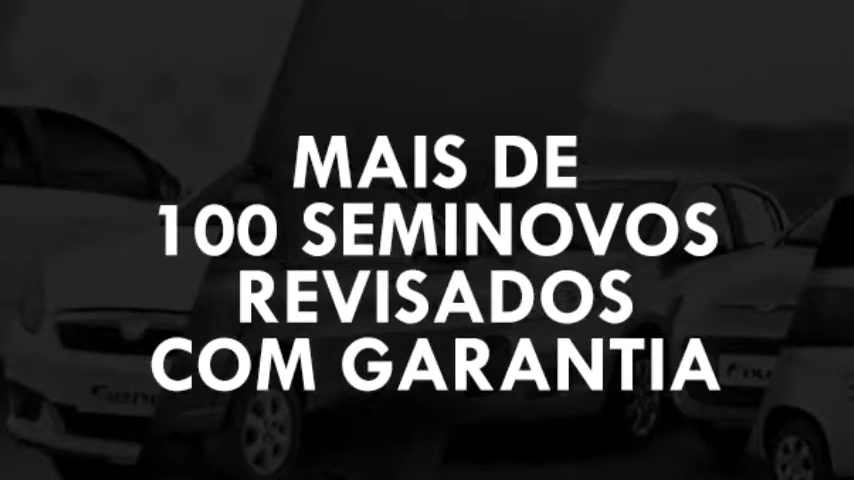 MAIS DE
100 SEMINOVOS
REVISADOS
COM GARANTIA